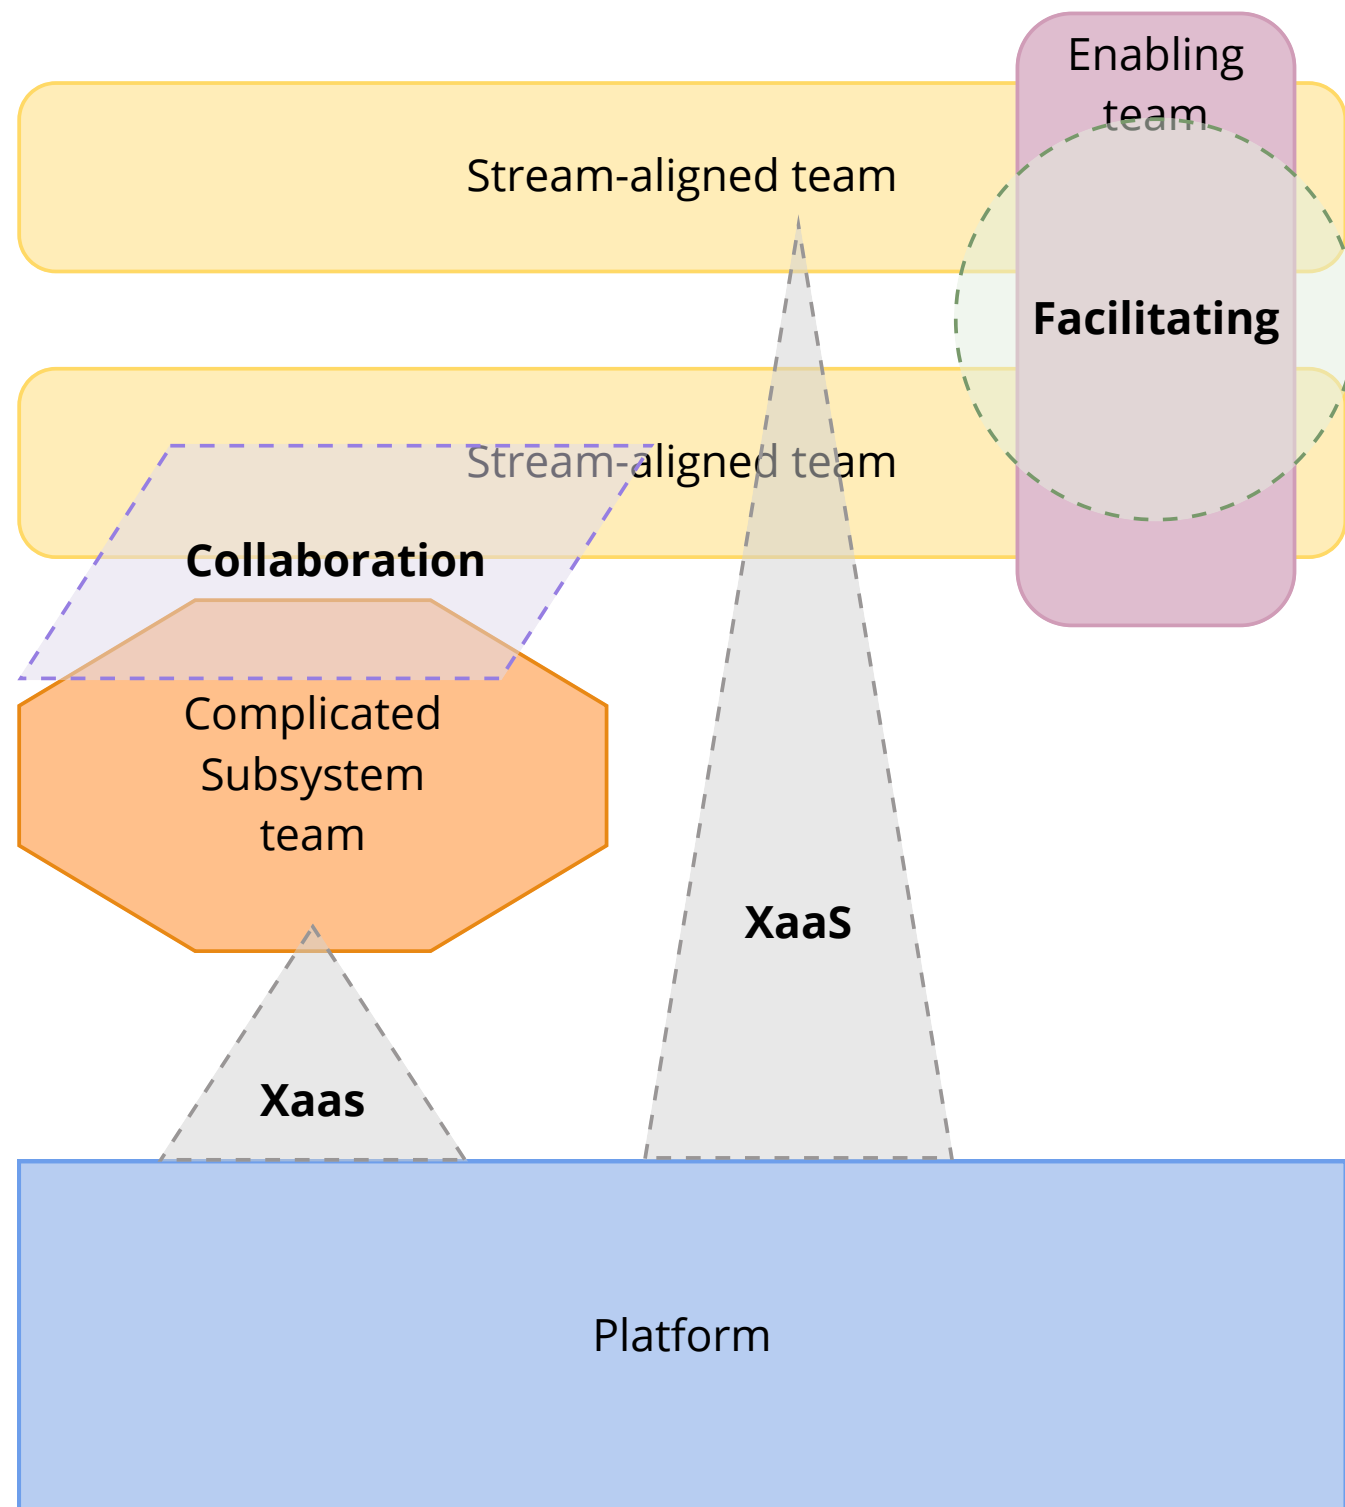 Enabling
team
Stream-aligned team
Facilitating
Stream-aligned team
Collaboration
Complicated
Subsystem
team
XaaS
Xaas
Platform